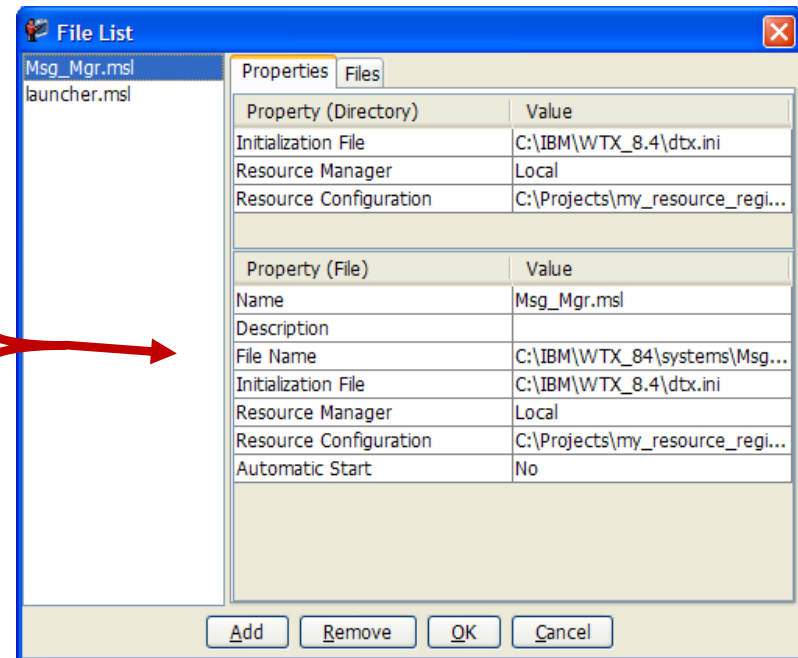 File List
Msg_Mgr.msl
launcher.msl
Properties Files
Property (Directory) Value
Initialization File C:\IBM\WTX_8.4\dtx.ini
Resource Manager Local
Resource Configuration C:\Projects\my_resource_regi...
Property (File) Value
Name Msg_Mgr.msl
Description
File Name C:\IBM\WTX_84\systems\Msg...
Initialization File C:\IBM\WTX_8.4\dtx.ini
Resource Manager Local
Resource Configuration C:\Projects\my_resource_regi...
Automatic Start No
Add Remove OK Cancel